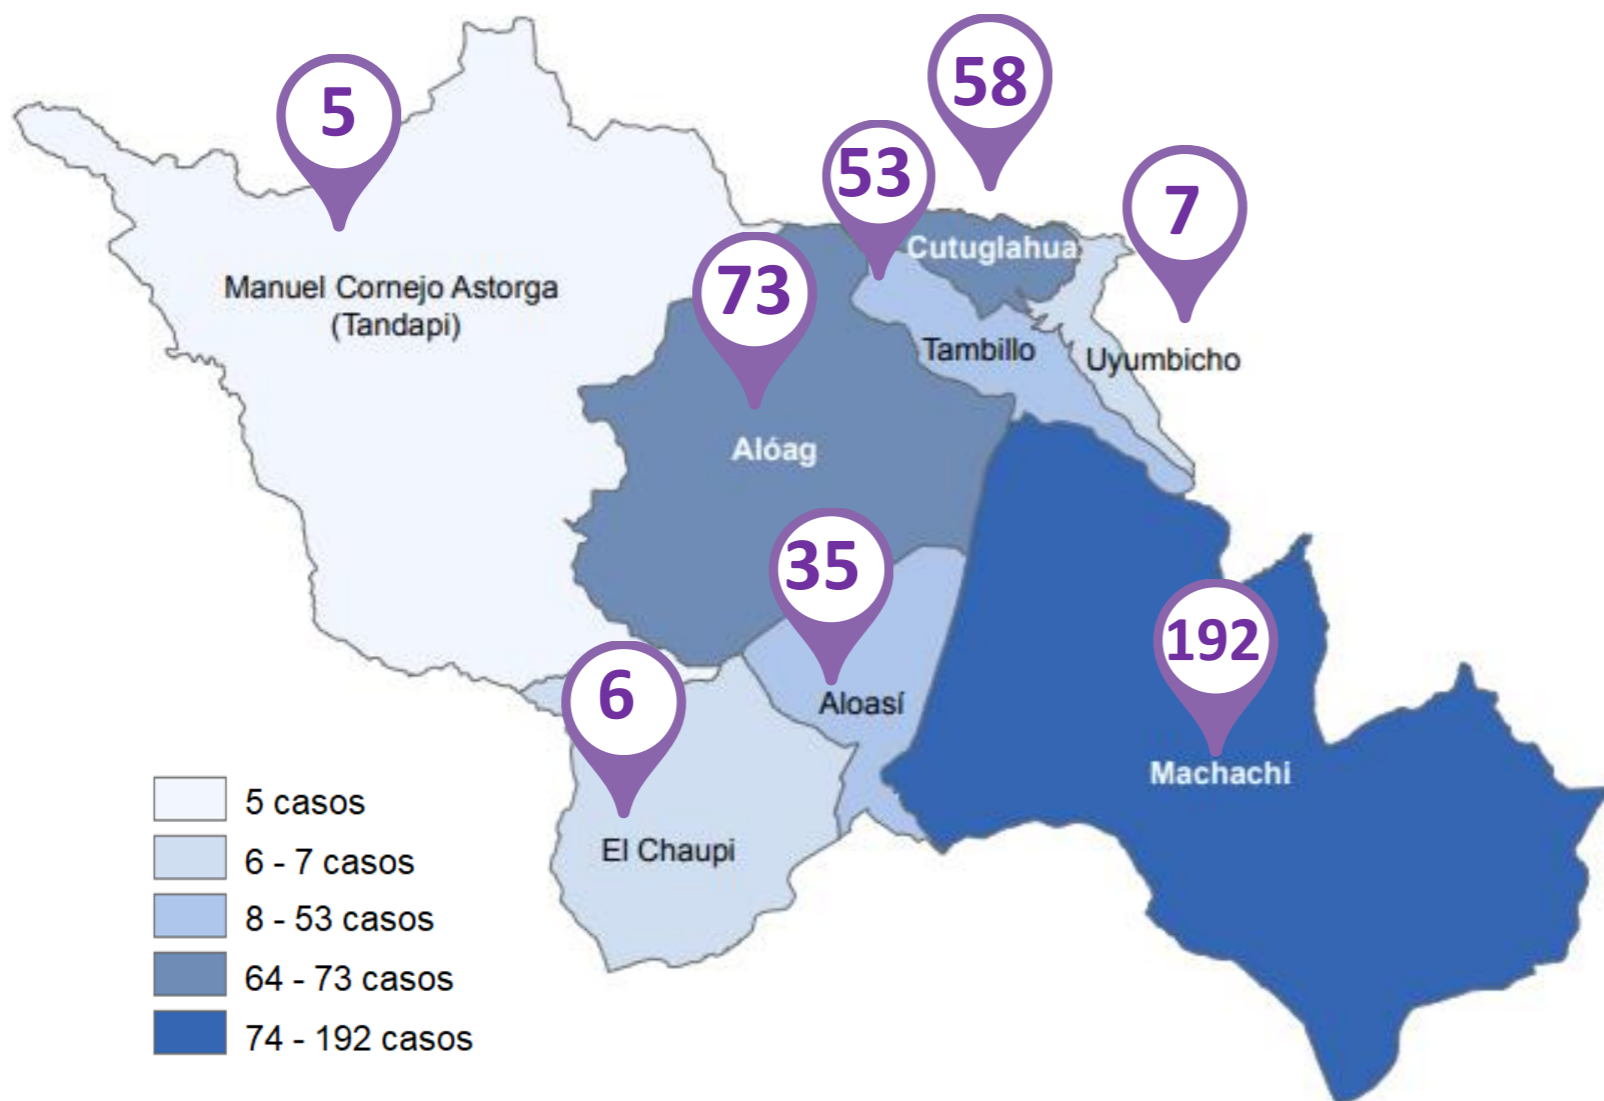 58
5
53
7
Cutuglahua
73
Manuel Cornejo Astorga
(Tandapi)
Tambillo
Uyumbicho
Alóag
35
192
6
Aloasí
Machachi
El Chaupi
5 casos
6 - 7 casos
8 - 53 casos
64 - 73 casos
74 - 192 casos